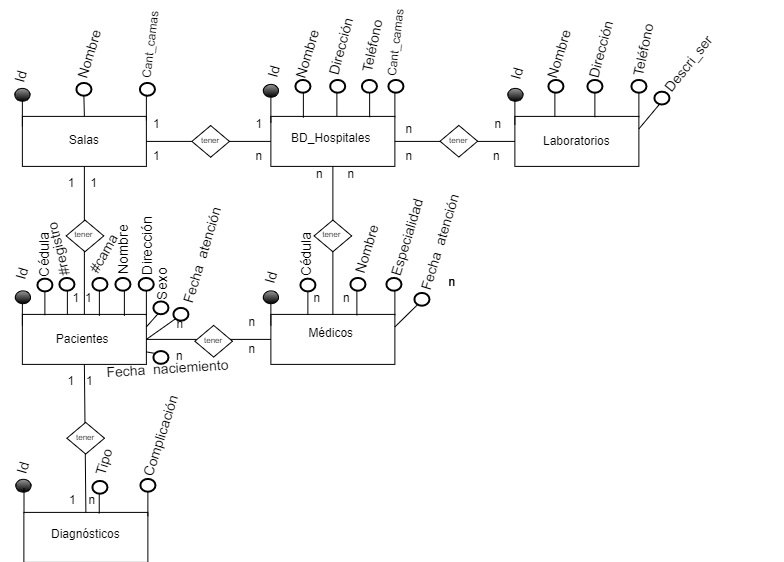 Id
Nombre
Cant_camas
Id
Nombre
Dirección
Teléfono
Cant_camas
Id
Nombre
Dirección
Teléfono
Descri_ser
Salas
1
1
tener
1
n
BD_Hospitales
n
n
tener
n
n
Laboratorios
1
1
tener
1
1
n
n
tener
n
n
Id
Cédula
#registro
#cama
Nombre
Dirección
Sexo
Fecha atención
Fecha naciemiento
Pacientes
n
n
tener
n
n
Id
Cédula
Nombre
Especialidad
Fecha atención
n
Médicos
1
1
tener
1
n
Id
Tipo
Complicación
Diagnósticos